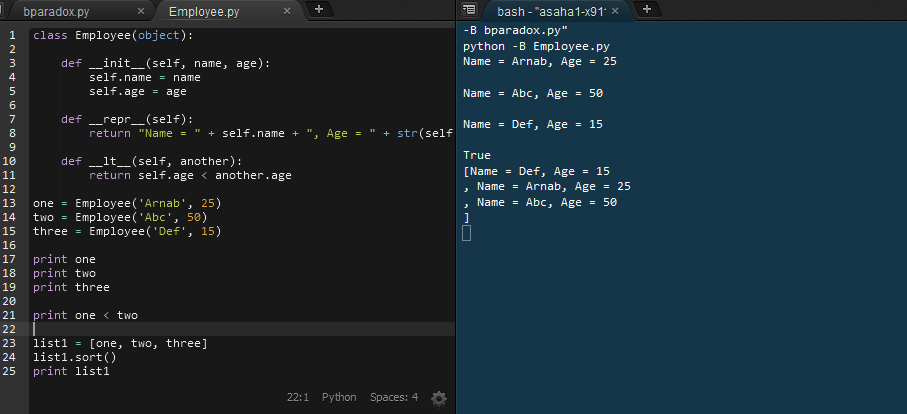 bparadox.py × Employee.py × +
1 class Employee(object):
2
3 def __init__(self, name, age):
4 self.name = name
5 self.age = age
6
7 def __repr__(self):
8 return "Name = " + self.name + ", Age = " + str(self
9
10 def __lt__(self, another):
11 return self.age < another.age
12
13 one = Employee('Arnab', 25)
14 two = Employee('Abc', 50)
15 three = Employee('Def', 15)
16
17 print one
18 print two
19 print three
20
21 print one < two
22
23 list1 = [one, two, three]
24 list1.sort()
25 print list1
22:1 Python Spaces: 4
bash - "asaha1-x91 × +
-B bparadox.py"
python -B Employee.py
Name = Arnab, Age = 25
Name = Abc, Age = 50
Name = Def, Age = 15
True
[Name = Def, Age = 15
, Name = Arnab, Age = 25
, Name = Abc, Age = 50
]